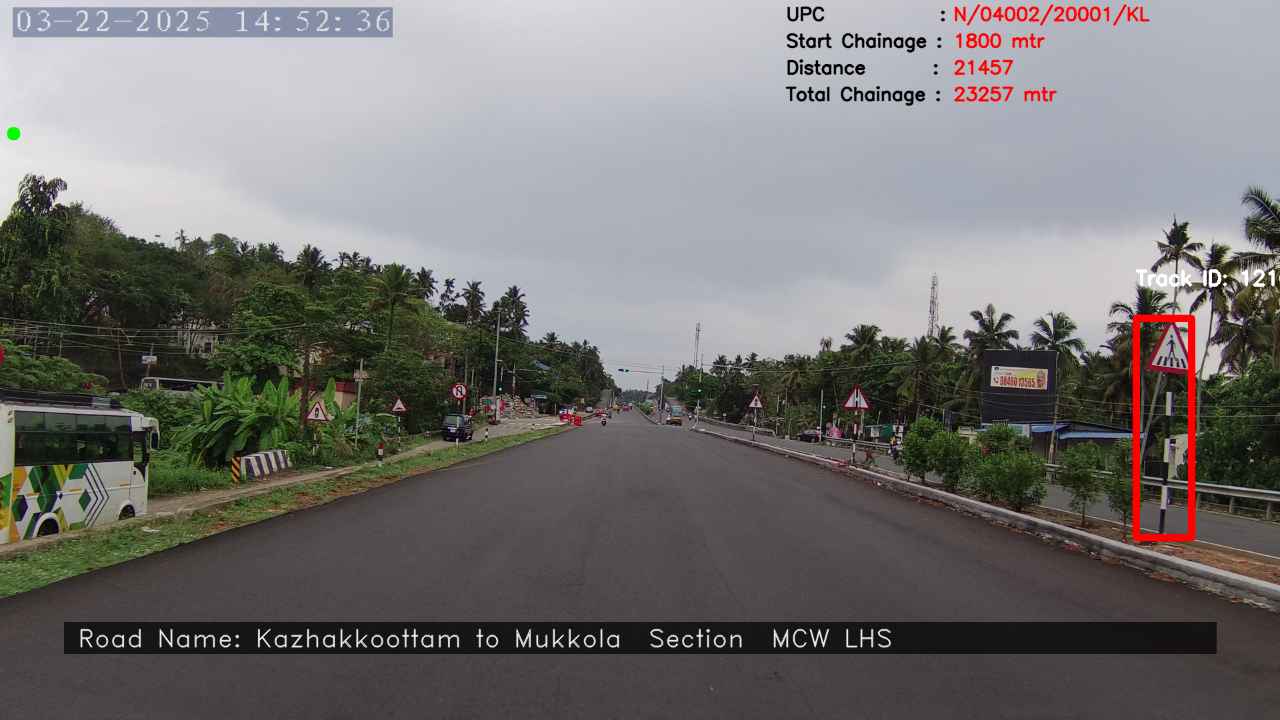 03-22-2025 14:52:36
UPC : N/04002/20001/KL
Start Chainage : 1800 mtr
Distance : 21457
Total Chainage : 23257 mtr
Track ID: 121
Road Name: Kazhakkoottam to Mukkola Section MCW LHS